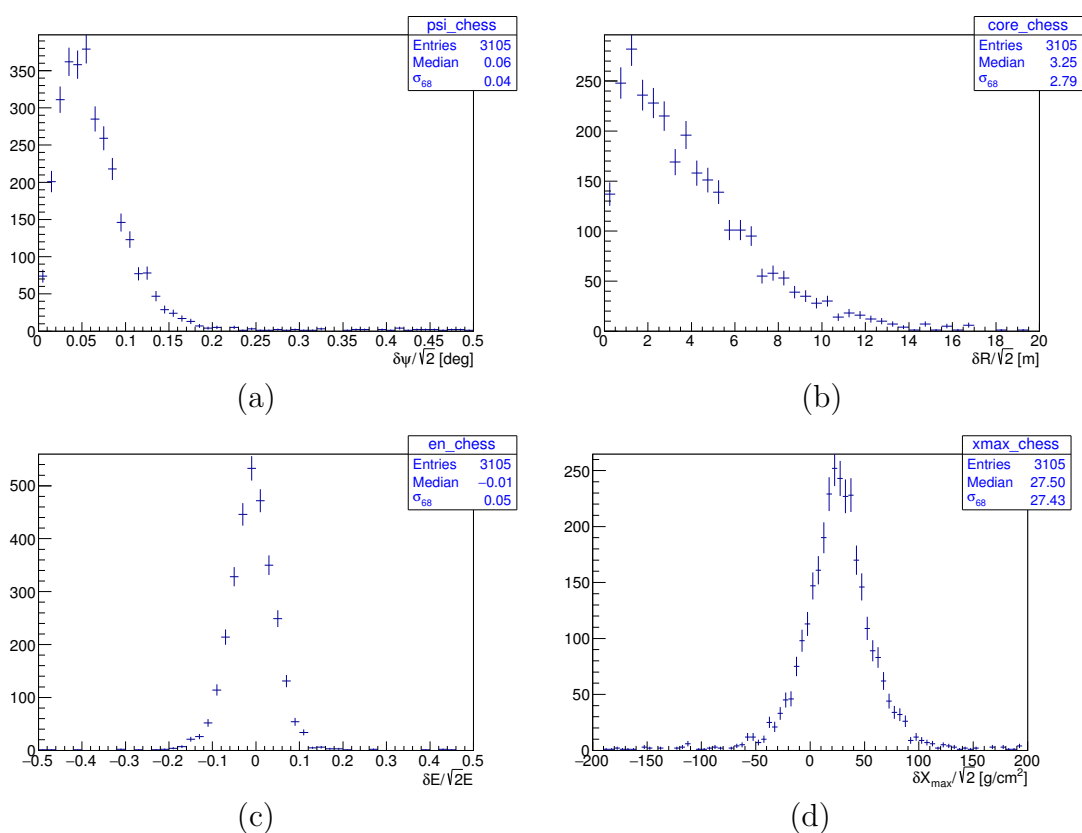 psi_chess
Entries 3105
Median 0.06
σ68 0.04
350
300
250
200
150
100
50
0
0 0.05 0.1 0.15 0.2 0.25 0.3 0.35 0.4 0.45 0.5
δψ/√2 [deg]
(a)
core_chess
Entries 3105
Median 3.25
σ68 2.79
250
200
150
100
50
0
0 2 4 6 8 10 12 14 16 18 20
δR/√2 [m]
(b)
en_chess
Entries 3105
Median −0.01
σ68 0.05
500
400
300
200
100
0
−0.5 −0.4 −0.3 −0.2 −0.1 0 0.1 0.2 0.3 0.4 0.5
δE/√2E
(c)
xmax_chess
Entries 3105
Median 27.50
σ68 27.43
250
200
150
100
50
0
−200 −150 −100 −50 0 50 100 150 200
δXmax/√2 [g/cm²]
(d)